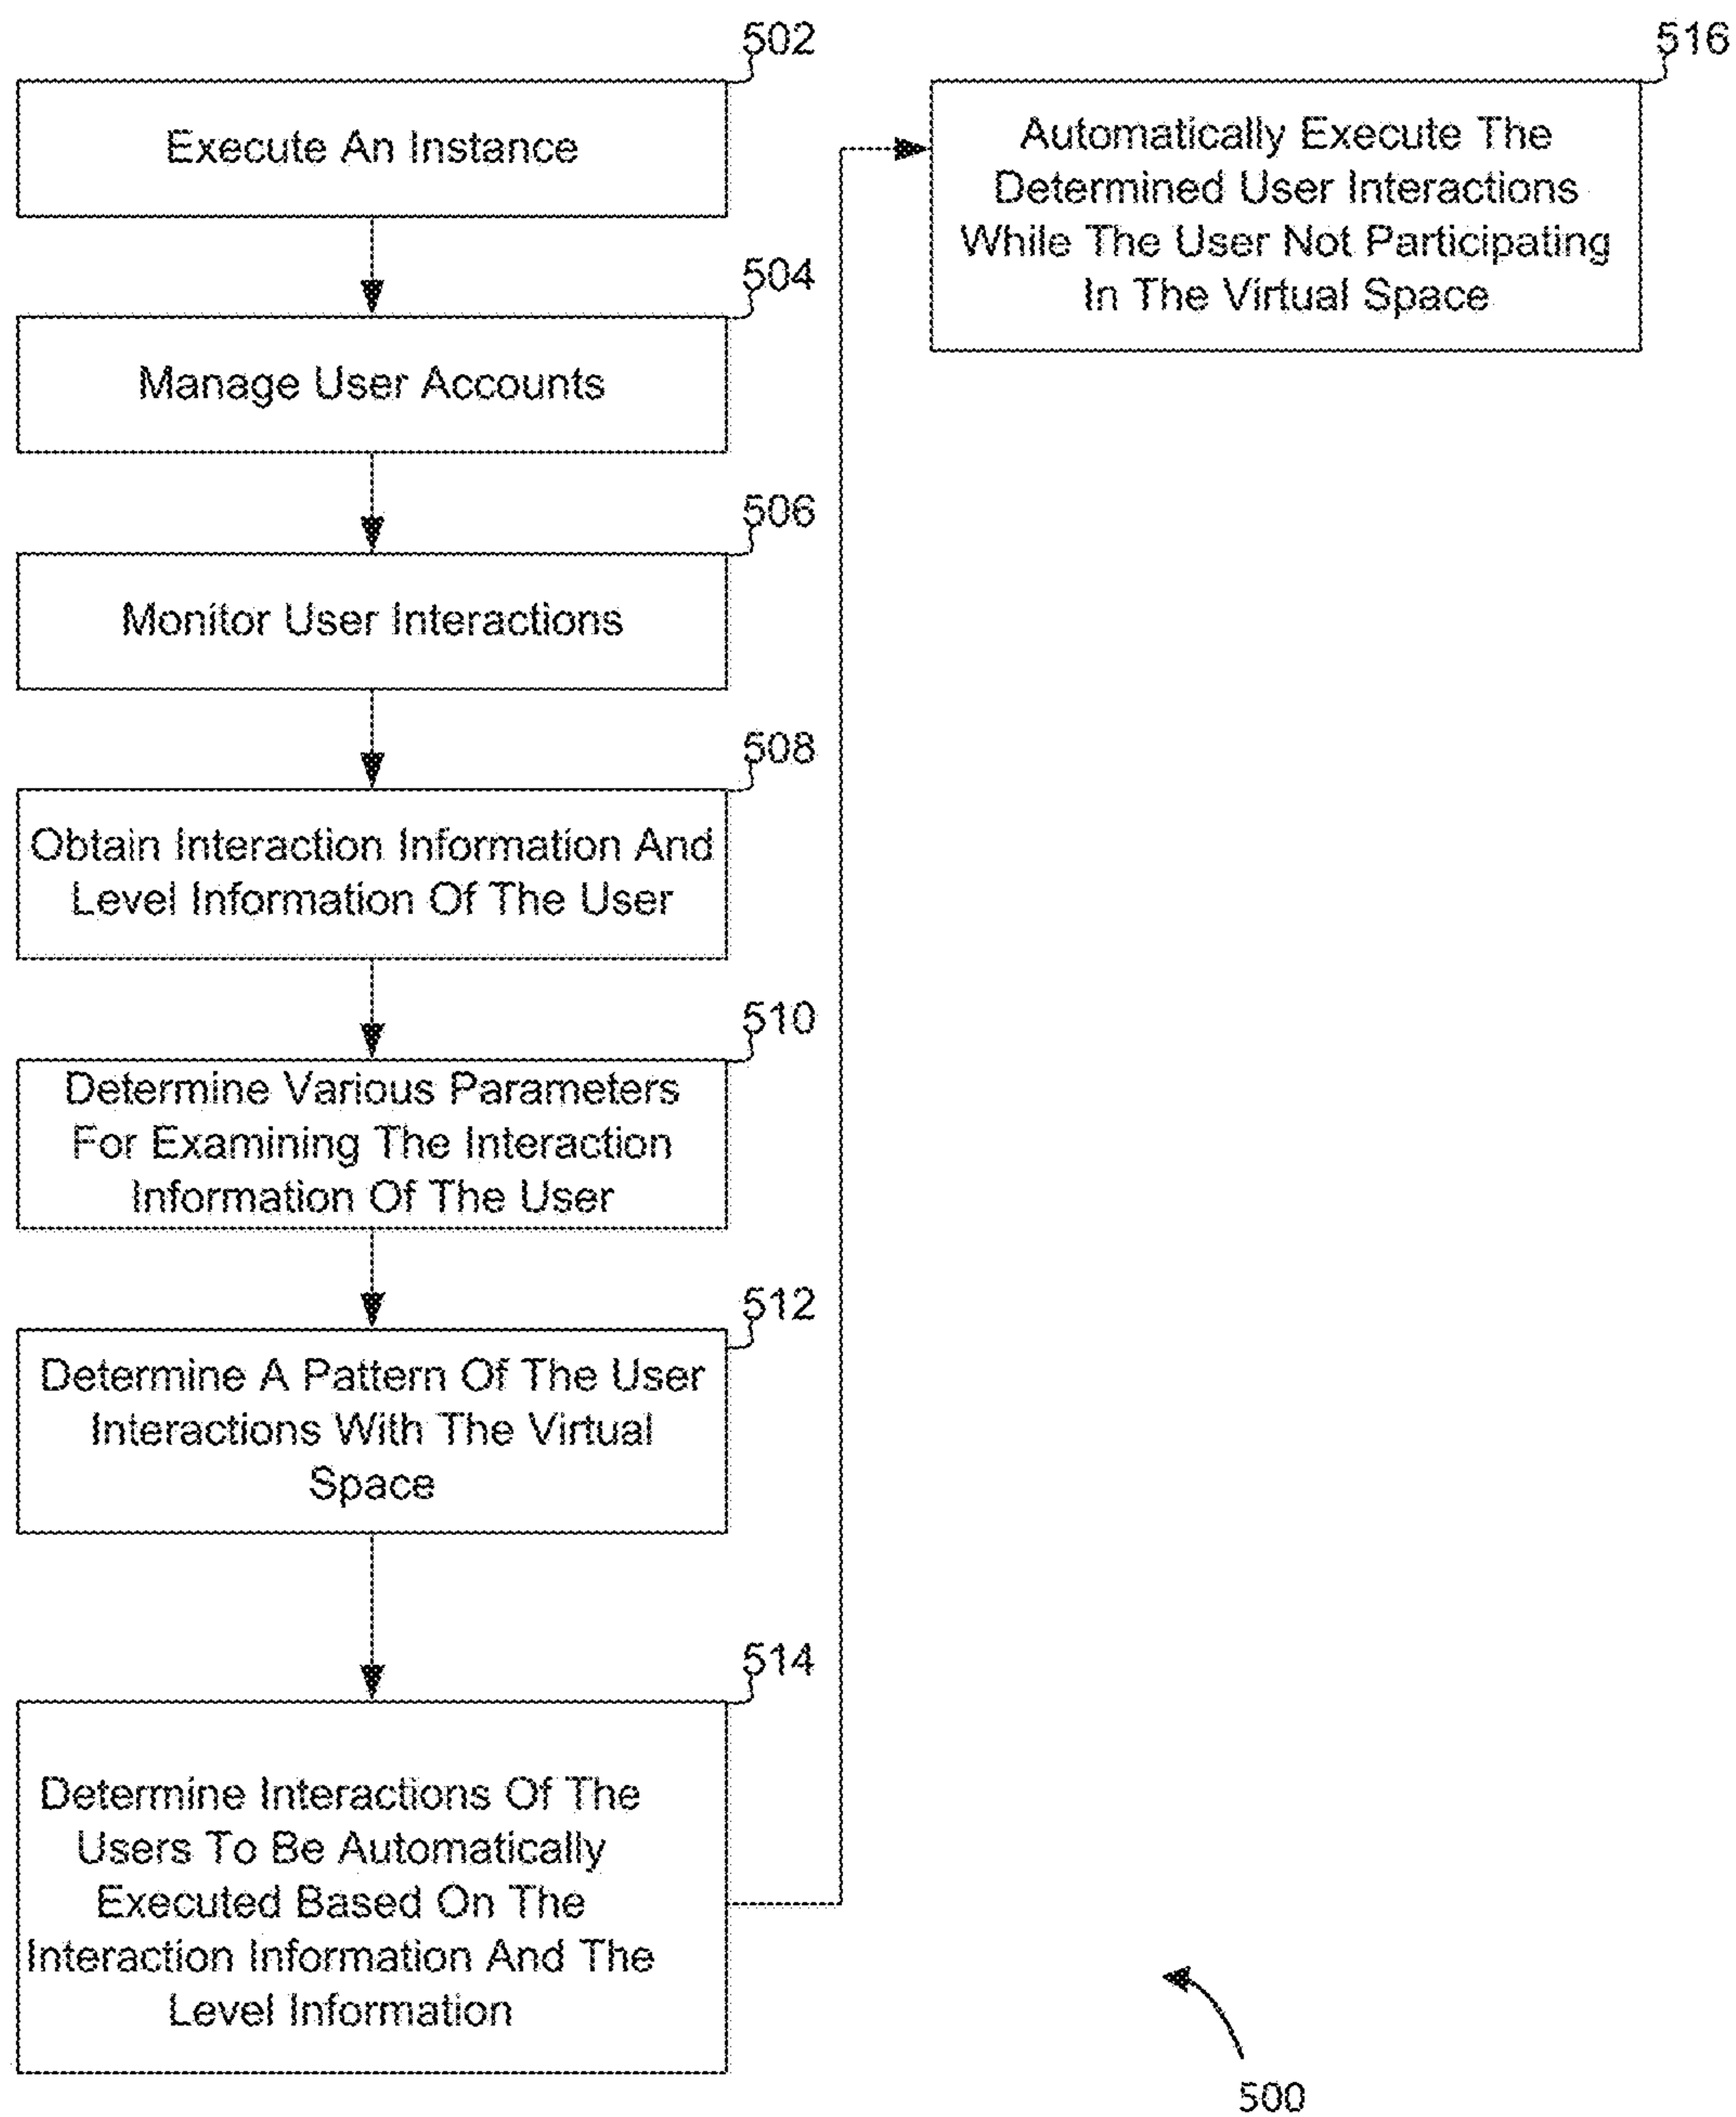 502
Execute An Instance
504
Manage User Accounts
506
Monitor User Interactions
508
Obtain Interaction Information And
Level Information Of The User
510
Determine Various Parameters
For Examining The Interaction
Information Of The User
512
Determine A Pattern Of The User
Interactions With The Virtual
Space
514
Determine Interactions Of The
Users To Be Automatically
Executed Based On The
Interaction Information And The
Level Information
516
Automatically Execute The
Determined User Interactions
While The User Not Participating
In The Virtual Space
500